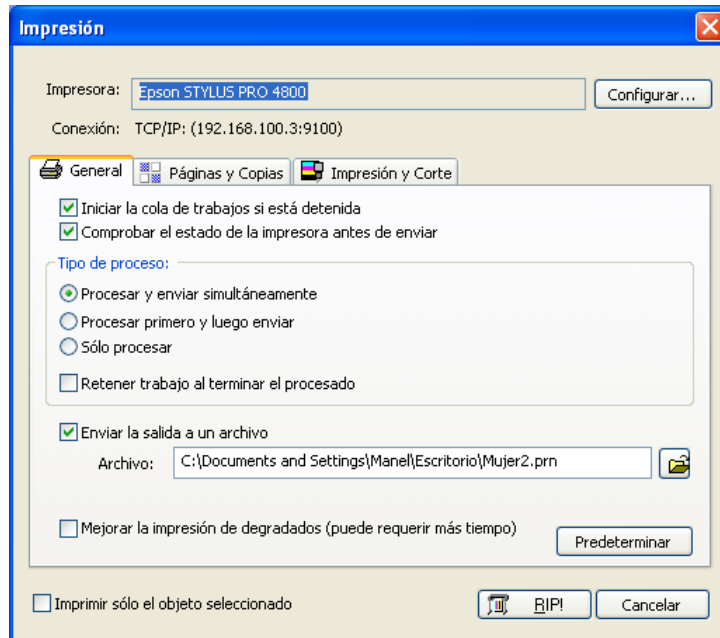 Impresión
Impresora: Epson STYLUS PRO 4800 Configurar...
Conexión: TCP/IP: (192.168.100.3:9100)
General Páginas y Copias Impresión y Corte
Iniciar la cola de trabajos si está detenida
Comprobar el estado de la impresora antes de enviar
Tipo de proceso:
Procesar y enviar simultáneamente
Procesar primero y luego enviar
Sólo procesar
Retener trabajo al terminar el procesado
Enviar la salida a un archivo
Archivo: C:\Documents and Settings\Manel\Escritorio\Mujer2.prn
Mejorar la impresión de degradados (puede requerir más tiempo)
Predeterminar
Imprimir sólo el objeto seleccionado RIP! Cancelar